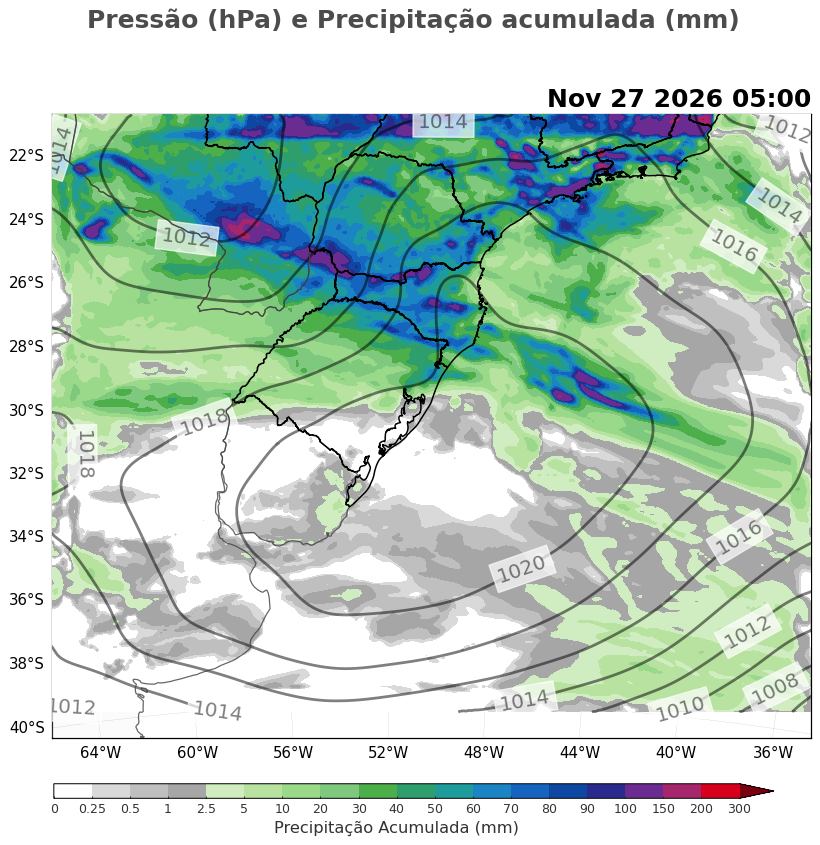 Pressão (hPa) e Precipitação acumulada (mm)
Nov 27 2026 05:00
1014
1014
1012
1014
1012
1016
1018
1018
1020
1016
1012
1008
1012
1014
1014
1010
22°S
24°S
26°S
28°S
30°S
32°S
34°S
36°S
38°S
40°S
64°W 60°W 56°W 52°W 48°W 44°W 40°W 36°W
0 0.25 0.5 1 2.5 5 10 20 30 40 50 60 70 80 90 100 150 200 300
Precipitação Acumulada (mm)